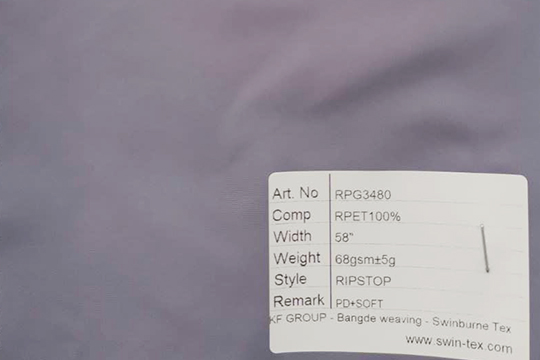 Art. No RPG3480
Comp RPET100%
Width 58"
Weight 68gsm±5g
Style RIPSTOP
Remark PD+SOFT
KF GROUP - Bangde weaving - Swinburne Tex
www.swin-tex.com